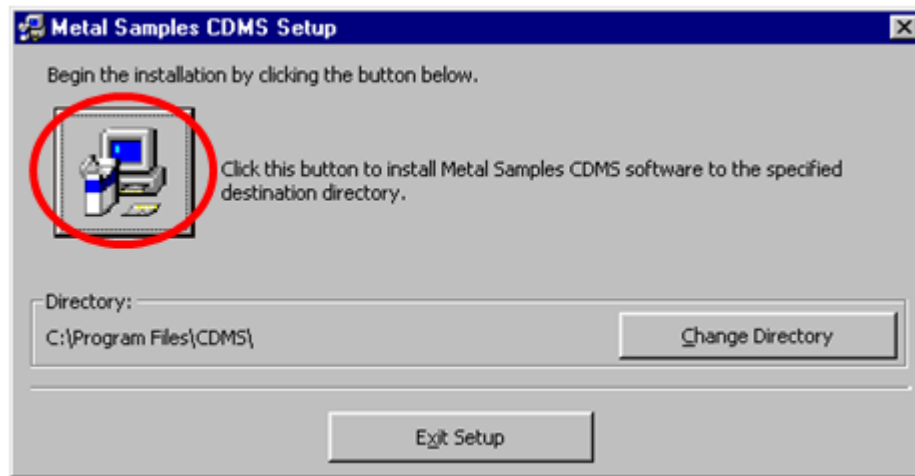 Metal Samples CDMS Setup
Begin the installation by clicking the button below.
Click this button to install Metal Samples CDMS software to the specified
destination directory.
Directory:
C:\Program Files\CDMS\
Change Directory
Exit Setup